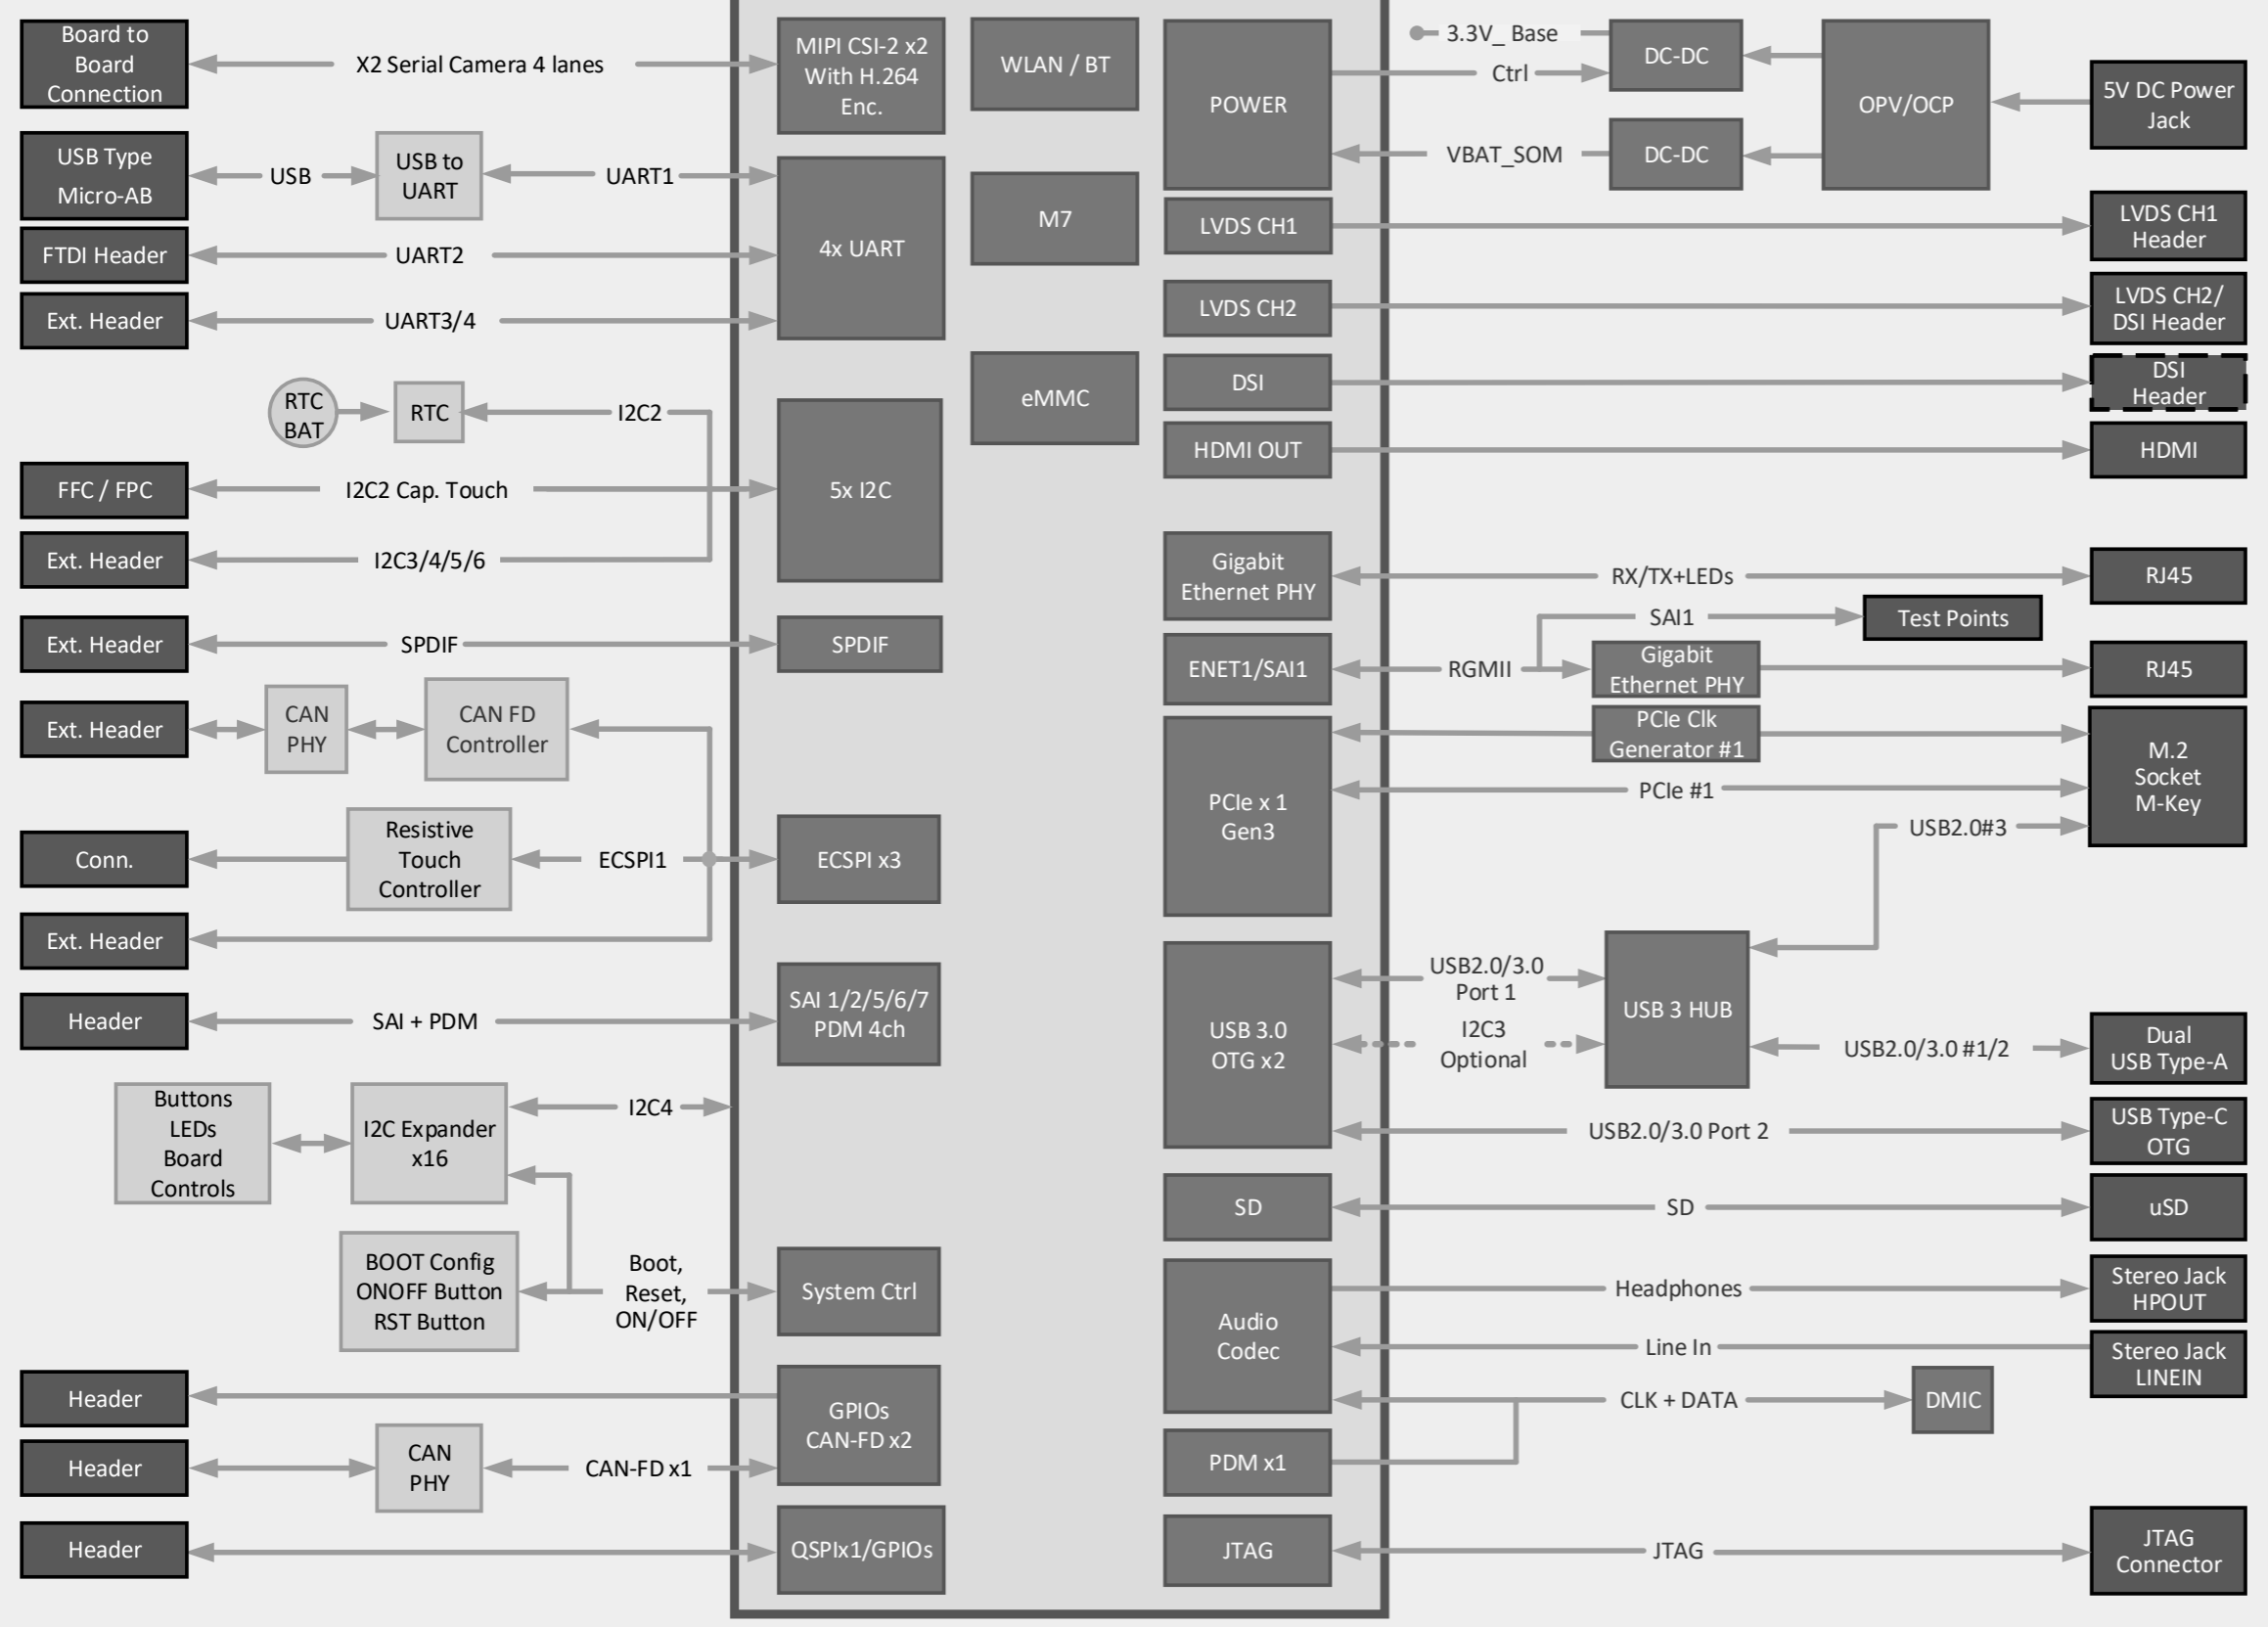 Board to
Board
Connection
X2 Serial Camera 4 lanes
MIPI CSI-2 x2
With H.264
Enc.
USB Type
Micro-AB
USB
USB to
UART
UART1
FTDI Header
UART2
4x UART
Ext. Header
UART3/4
RTC
BAT
RTC
I2C2
FFC / FPC
I2C2 Cap. Touch
5x I2C
Ext. Header
I2C3/4/5/6
Ext. Header
SPDIF
SPDIF
Ext. Header
CAN
PHY
CAN FD
Controller
Conn.
Resistive
Touch
Controller
ECSPI1
ECSPI x3
Ext. Header
Header
SAI + PDM
SAI 1/2/5/6/7
PDM 4ch
Buttons
LEDs
Board
Controls
I2C Expander
x16
I2C4
BOOT Config
ONOFF Button
RST Button
Boot,
Reset,
ON/OFF
System Ctrl
Header
GPIOs
CAN-FD x2
Header
CAN
PHY
CAN-FD x1
Header
QSPIx1/GPIOs
WLAN / BT
M7
eMMC
POWER
3.3V_ Base
Ctrl
DC-DC
VBAT_SOM
DC-DC
OPV/OCP
5V DC Power
Jack
LVDS CH1
LVDS CH1
Header
LVDS CH2
LVDS CH2/
DSI Header
DSI
DSI
Header
HDMI OUT
HDMI
Gigabit
Ethernet PHY
RX/TX+LEDs
RJ45
SAI1
Test Points
ENET1/SAI1
RGMII
Gigabit
Ethernet PHY
RJ45
PCIe x 1
Gen3
PCIe Clk
Generator #1
PCIe #1
M.2
Socket
M-Key
USB2.0#3
USB 3.0
OTG x2
USB2.0/3.0
Port 1
I2C3
Optional
USB 3 HUB
USB2.0/3.0 #1/2
Dual
USB Type-A
USB2.0/3.0 Port 2
USB Type-C
OTG
SD
SD
uSD
Audio
Codec
Headphones
Stereo Jack
HPOUT
Line In
Stereo Jack
LINEIN
CLK + DATA
DMIC
PDM x1
JTAG
JTAG
JTAG
Connector